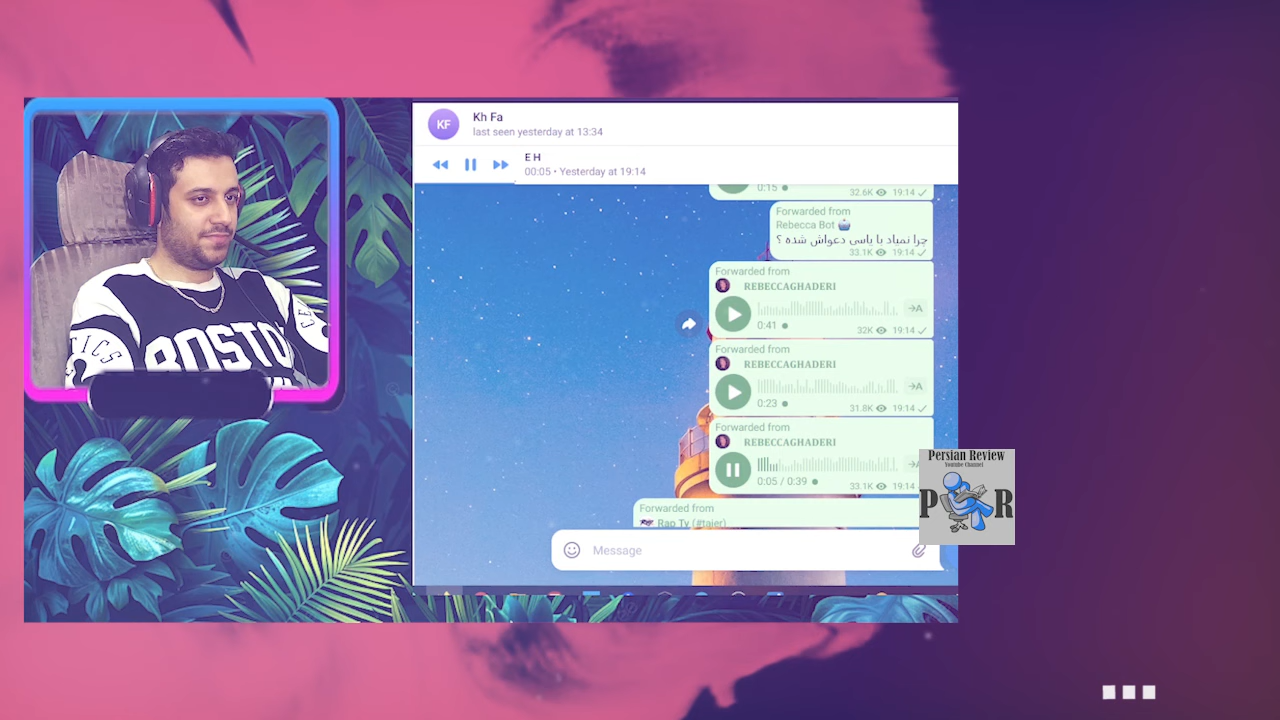 KF
Kh Fa
last seen yesterday at 13:34
E H
00:05 • Yesterday at 19:14
0:15
32.6K 19:14
Forwarded from
Rebecca Bot
چرا نمیاد با یاسی دعواش شده ؟
33.1K 19:14
Forwarded from
REBECCAGHADERI
→A
0:41
32K 19:14
Forwarded from
REBECCAGHADERI
→A
0:23
31.8K 19:14
Forwarded from
REBECCAGHADERI
0:05 / 0:39
33.1K 19:14
Forwarded from
Rap Tv (#tajer)
Message
BOSTO
Persian Review
Youtube Channel
P R